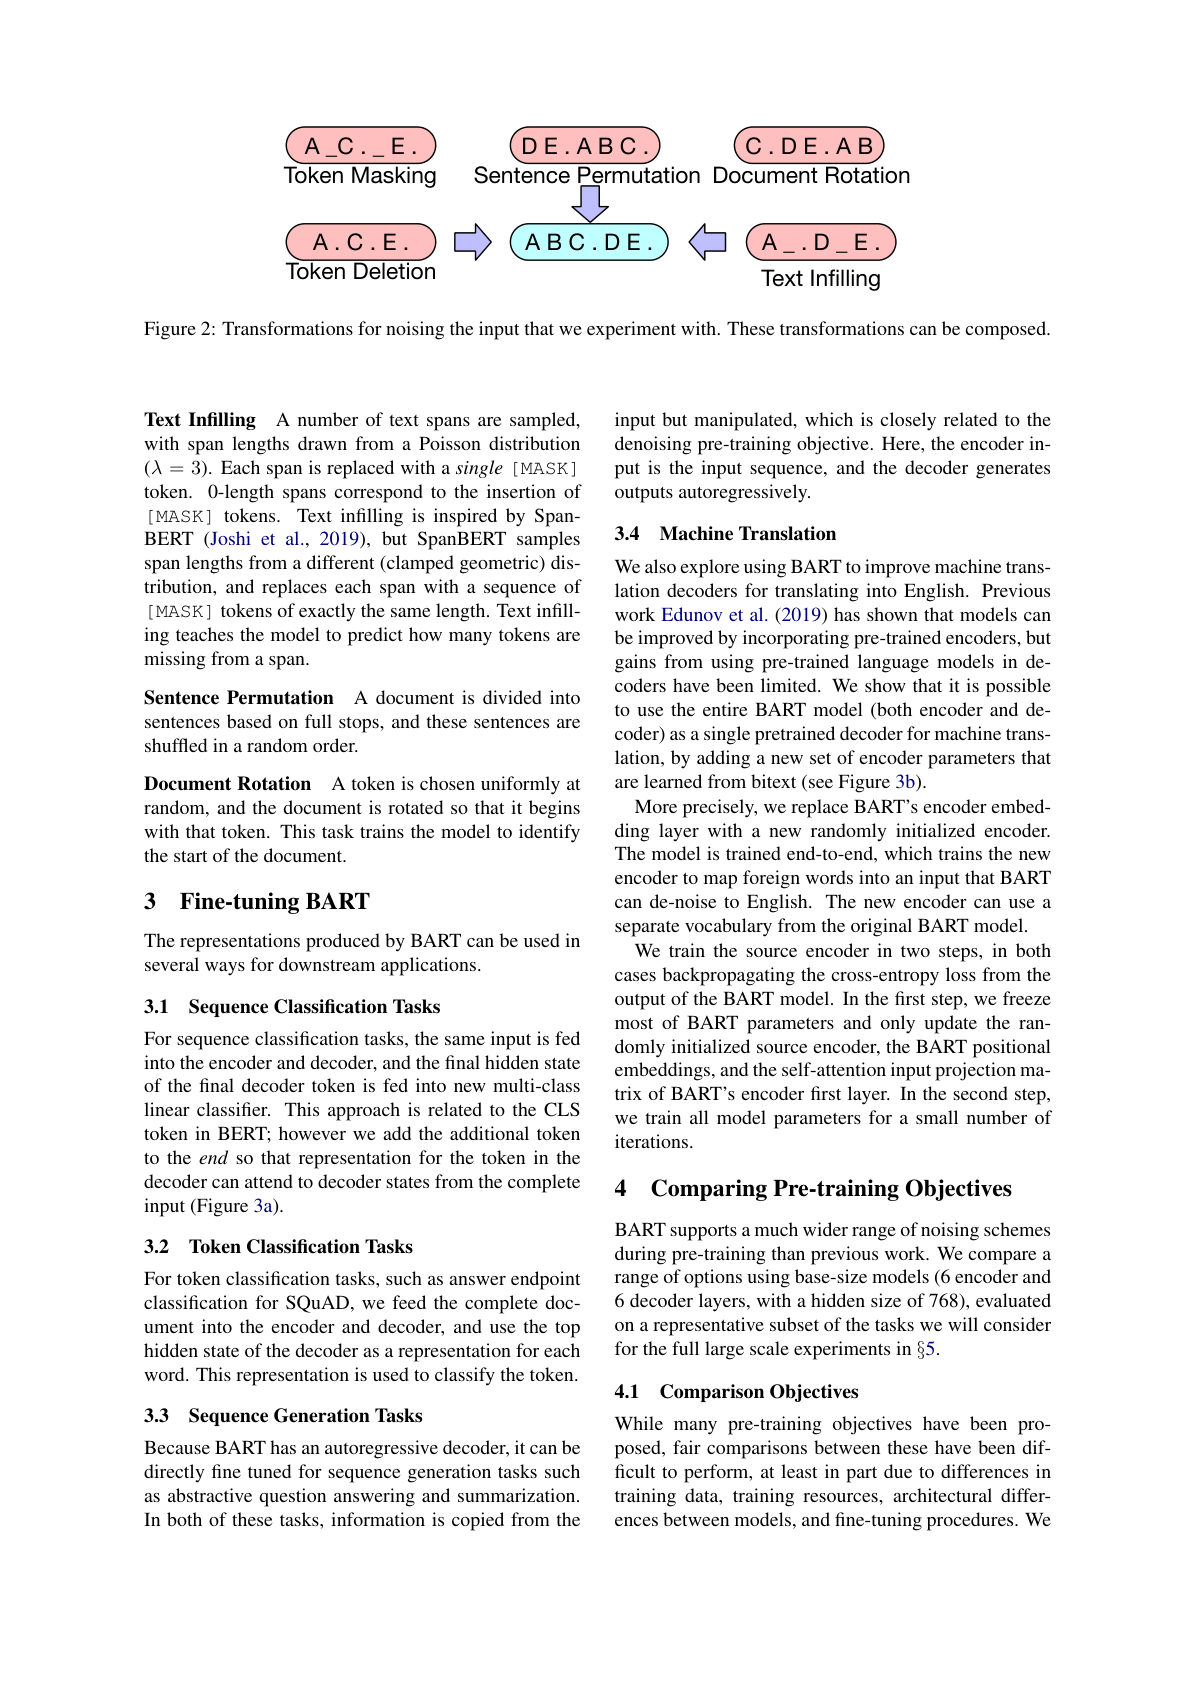 A _ C . _ E .
Token Masking
D E . A B C .
Sentence Permutation
C . D E . A B
Document Rotation
A . C . E .
Token Deletion
A B C . D E .
A _ . D _ E .
Text Infilling
Figure 2: Transformations for noising the input that we experiment with. These transformations can be composed.
Text Infilling A number of text spans are sampled,
with span lengths drawn from a Poisson distribution
(λ = 3). Each span is replaced with a single [MASK]
token. 0-length spans correspond to the insertion of
[MASK] tokens. Text infilling is inspired by Span-
BERT (Joshi et al., 2019), but SpanBERT samples
span lengths from a different (clamped geometric) dis-
tribution, and replaces each span with a sequence of
[MASK] tokens of exactly the same length. Text infill-
ing teaches the model to predict how many tokens are
missing from a span.
Sentence Permutation A document is divided into
sentences based on full stops, and these sentences are
shuffled in a random order.
Document Rotation A token is chosen uniformly at
random, and the document is rotated so that it begins
with that token. This task trains the model to identify
the start of the document.
3 Fine-tuning BART
The representations produced by BART can be used in
several ways for downstream applications.
3.1 Sequence Classification Tasks
For sequence classification tasks, the same input is fed
into the encoder and decoder, and the final hidden state
of the final decoder token is fed into new multi-class
linear classifier. This approach is related to the CLS
token in BERT; however we add the additional token
to the end so that representation for the token in the
decoder can attend to decoder states from the complete
input (Figure 3a).
3.2 Token Classification Tasks
For token classification tasks, such as answer endpoint
classification for SQuAD, we feed the complete doc-
ument into the encoder and decoder, and use the top
hidden state of the decoder as a representation for each
word. This representation is used to classify the token.
3.3 Sequence Generation Tasks
Because BART has an autoregressive decoder, it can be
directly fine tuned for sequence generation tasks such
as abstractive question answering and summarization.
In both of these tasks, information is copied from the
input but manipulated, which is closely related to the
denoising pre-training objective. Here, the encoder in-
put is the input sequence, and the decoder generates
outputs autoregressively.
3.4 Machine Translation
We also explore using BART to improve machine trans-
lation decoders for translating into English. Previous
work Edunov et al. (2019) has shown that models can
be improved by incorporating pre-trained encoders, but
gains from using pre-trained language models in de-
coders have been limited. We show that it is possible
to use the entire BART model (both encoder and de-
coder) as a single pretrained decoder for machine trans-
lation, by adding a new set of encoder parameters that
are learned from bitext (see Figure 3b).
More precisely, we replace BART's encoder embed-
ding layer with a new randomly initialized encoder.
The model is trained end-to-end, which trains the new
encoder to map foreign words into an input that BART
can de-noise to English. The new encoder can use a
separate vocabulary from the original BART model.
We train the source encoder in two steps, in both
cases backpropagating the cross-entropy loss from the
output of the BART model. In the first step, we freeze
most of BART parameters and only update the ran-
domly initialized source encoder, the BART positional
embeddings, and the self-attention input projection ma-
trix of BART's encoder first layer. In the second step,
we train all model parameters for a small number of
iterations.
4 Comparing Pre-training Objectives
BART supports a much wider range of noising schemes
during pre-training than previous work. We compare a
range of options using base-size models (6 encoder and
6 decoder layers, with a hidden size of 768), evaluated
on a representative subset of the tasks we will consider
for the full large scale experiments in §5.
4.1 Comparison Objectives
While many pre-training objectives have been pro-
posed, fair comparisons between these have been dif-
ficult to perform, at least in part due to differences in
training data, training resources, architectural differ-
ences between models, and fine-tuning procedures. We